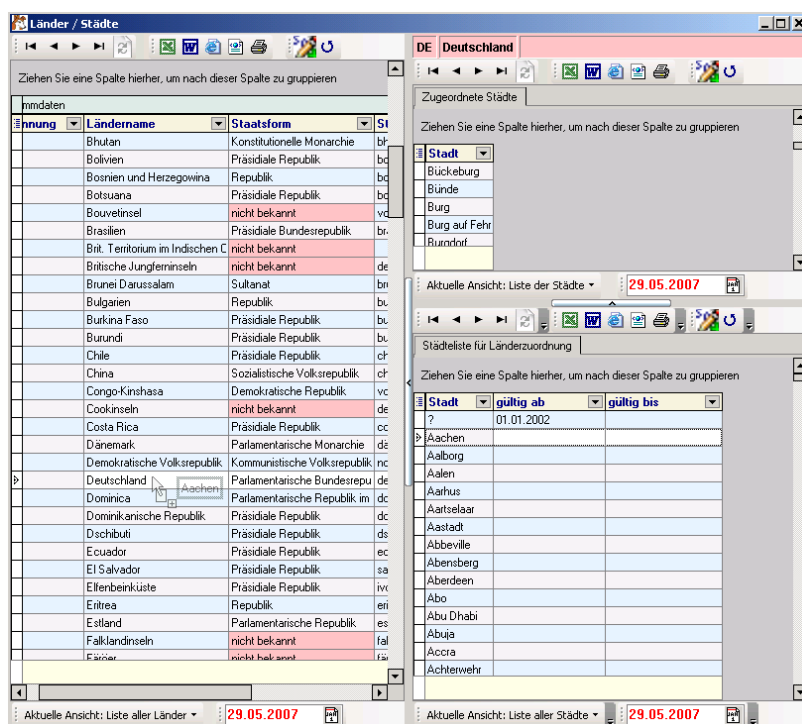 Länder / Städte
Ziehen Sie eine Spalte hierher, um nach dieser Spalte zu gruppieren
mmdaten
nnung Ländername Staatsform St
Bhutan Konstitutionelle Monarchie bh
Bolivien Präsidiale Republik bo
Bosnien und Herzegowina Republik bo
Botsuana Präsidiale Republik bo
Bouvetinsel nicht bekannt vo
Brasilien Präsidiale Bundesrepublik br
Brit. Territorium im Indischen nicht bekannt
Britische Jungferninseln nicht bekannt de
Brunei Darussalam Sultanat br
Bulgarien Republik bu
Burkina Faso Präsidiale Republik bu
Burundi Präsidiale Republik bu
Chile Präsidiale Republik ch
China Sozialistische Volksrepublik ch
Congo-Kinshasa Demokratische Republik vo
Cookinseln nicht bekannt de
Costa Rica Präsidiale Republik co
Dänemark Parlamentarische Monarchie dä
Demokratische Volksrepublik Kommunistische Volksrepublik no
Deutschland Parlamentarische Bundesrepu de
Aachen
Dominica Parlamentarische Republik im do
Dominikanische Republik Präsidiale Republik do
Dschibuti Präsidiale Republik ds
Ecuador Präsidiale Republik ec
El Salvador Präsidiale Republik sa
Elfenbeinküste Präsidiale Republik ivo
Eritrea Republik eri
Estland Parlamentarische Republik es
Falklandinseln nicht bekannt fal
Färöer nicht bekannt fär
Aktuelle Ansicht: Liste aller Länder 29.05.2007
DE Deutschland
Zugeordnete Städte
Ziehen Sie eine Spalte hierher, um nach dieser Spalte zu gruppieren
Stadt
Bückeburg
Bünde
Burg
Burg auf Fehr
Burgdorf
Aktuelle Ansicht: Liste der Städte 29.05.2007
Städteliste für Länderzuordnung
Ziehen Sie eine Spalte hierher, um nach dieser Spalte zu gruppieren
Stadt gültig ab gültig bis
? 01.01.2002
Aachen
Aalborg
Aalen
Aarhus
Aartselaar
Aastadt
Abbeville
Abensberg
Aberdeen
Abo
Abu Dhabi
Abuja
Accra
Achterwehr
Aktuelle Ansicht: Liste aller Städte 29.05.2007